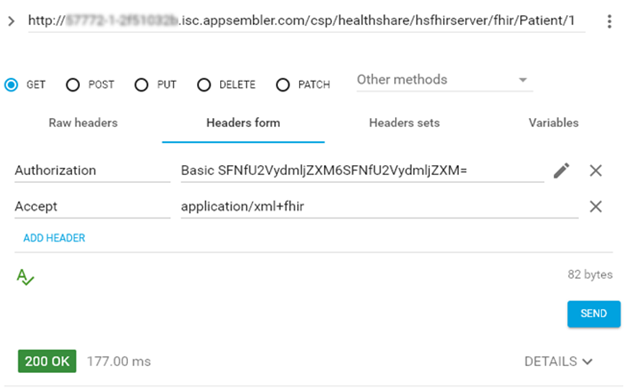 http://.isc.appsembler.com/csp/healthshare/hsfhirserver/fhir/Patient/1
GET POST PUT DELETE PATCH Other methods
Raw headers Headers form Headers sets Variables
Authorization Basic SFNfU2VydmljZXM6SFNfU2VydmljZXM=
Accept application/xml+fhir
ADD HEADER
82 bytes
SEND
200 OK 177.00 ms DETAILS